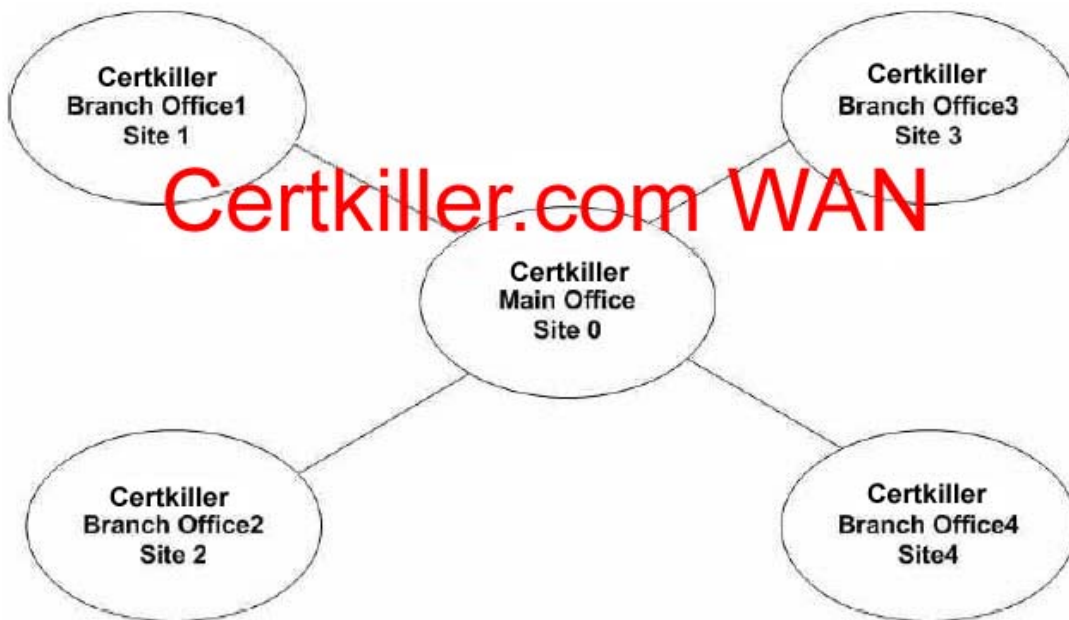 Certkiller
Branch Office1
Site 1
Certkiller
Branch Office3
Site 3
Certkiller.com WAN
Certkiller
Main Office
Site 0
Certkiller
Branch Office2
Site 2
Certkiller
Branch Office4
Site4